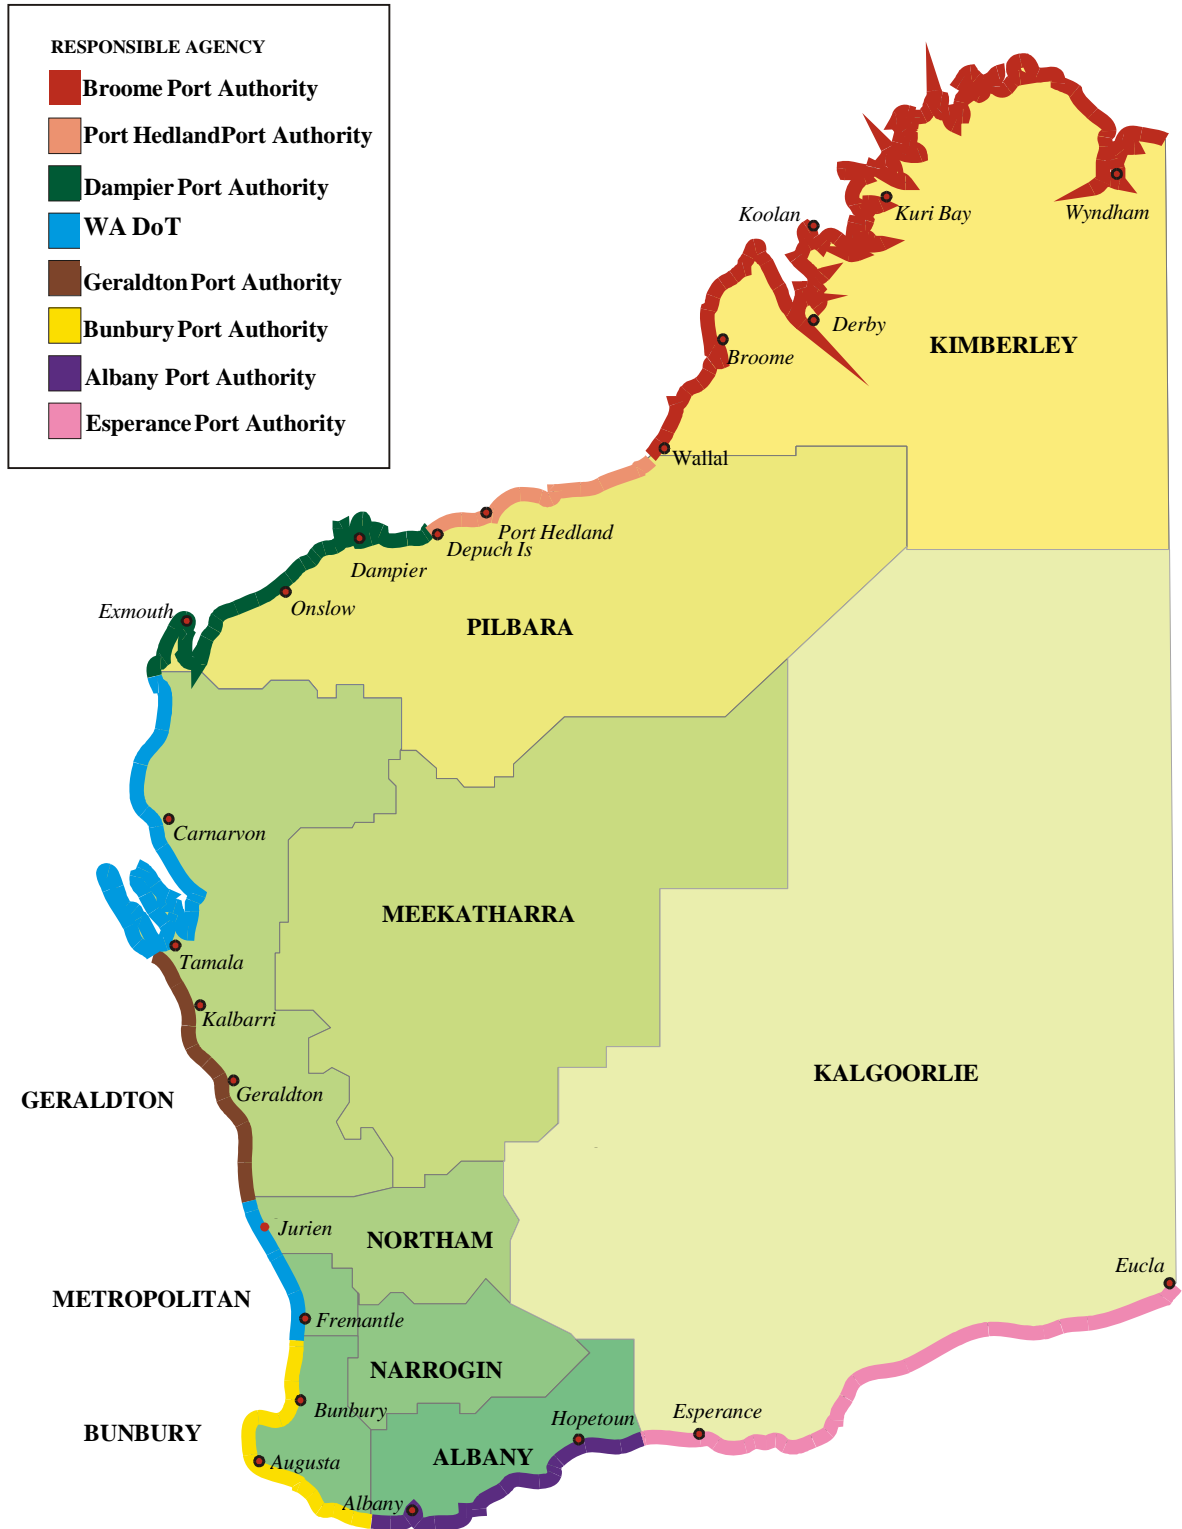 RESPONSIBLE AGENCY
Broome Port Authority
Port HedlandPort Authority
Dampier Port Authority
WA DoT
Geraldton Port Authority
Bunbury Port Authority
Albany Port Authority
Esperance Port Authority
Koolan
Kuri Bay
Wyndham
Derby
Broome
KIMBERLEY
Wallal
Port Hedland
Depuch Is
Dampier
Exmouth
Onslow
PILBARA
Carnarvon
MEEKATHARRA
Tamala
Kalbarri
KALGOORLIE
Geraldton
GERALDTON
Jurien
NORTHAM
Eucla
METROPOLITAN
Fremantle
NARROGIN
Bunbury
Hopetoun
Esperance
BUNBURY
Augusta
ALBANY
Albany